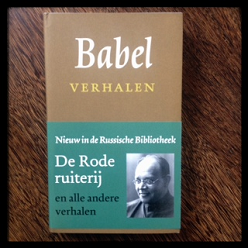 Babel
VERHALEN
Nieuw in de Russische Bibliotheek
De Rode
ruiterij
en alle andere
verhalen